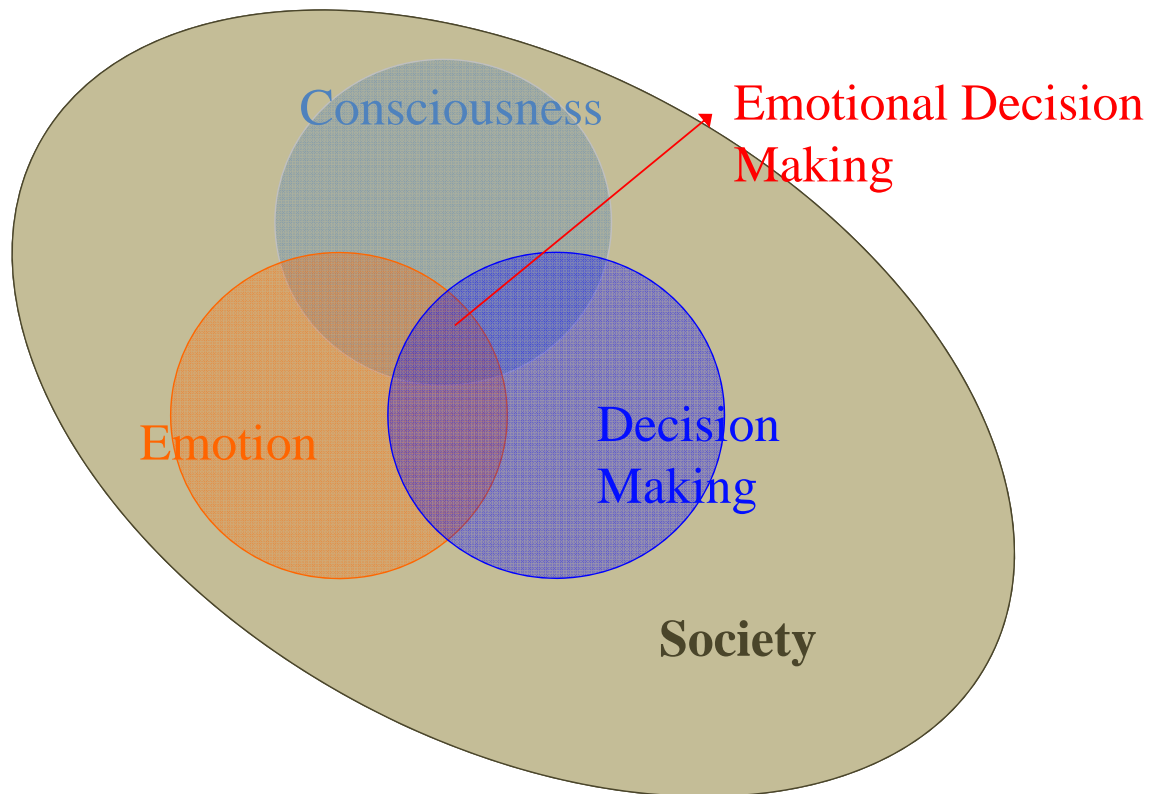 Consciousness
Emotional Decision
Making
Emotion
Decision
Making
Society